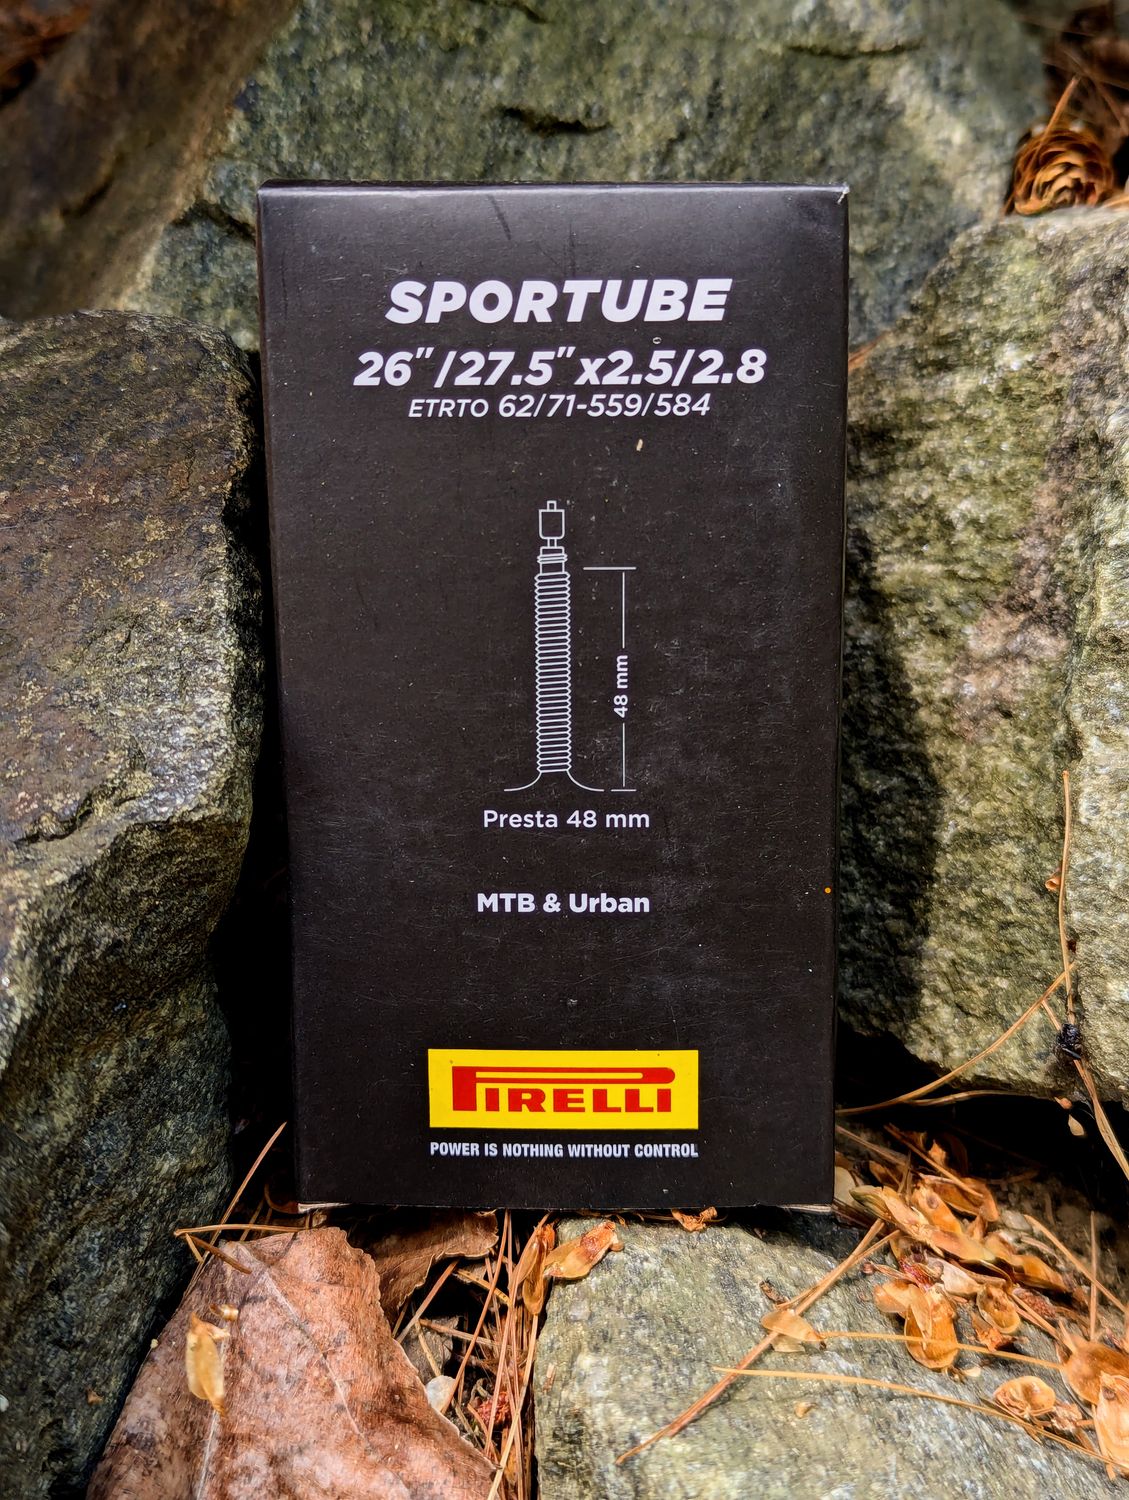 SPORTUBE
26"/27.5"x2.5/2.8
ETRTO 62/71-559/584
48 mm
Presta 48 mm
MTB & Urban
PIRELLI
POWER IS NOTHING WITHOUT CONTROL